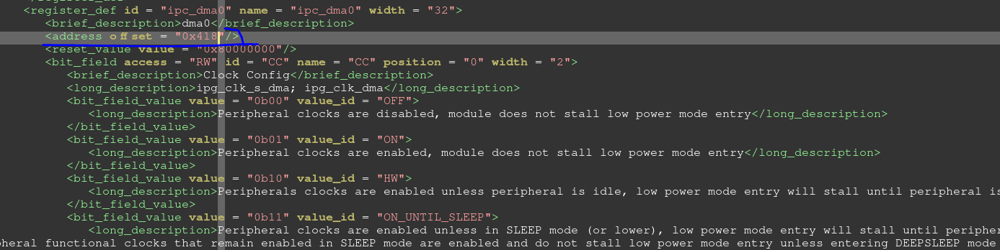 <register_def id = "ipc_dma0" name = "ipc_dma0" width = "32">
<brief_description>dma0</brief_description>
<address offset = "0x418"/>
<reset_value value = "0x80000000"/>
<bit_field access = "RW" id = "CC" name = "CC" position = "0" width = "2">
<brief_description>Clock Config</brief_description>
<long_description>ipg_clk_s_dma; ipg_clk_dma</long_description>
<bit_field_value value = "0b00" value_id = "OFF">
<long_description>Peripheral clocks are disabled, module does not stall low power mode entry</long_description>
</bit_field_value>
<bit_field_value value = "0b01" value_id = "ON">
<long_description>Peripheral clocks are enabled, module does not stall low power mode entry</long_description>
</bit_field_value>
<bit_field_value value = "0b10" value_id = "HW">
<long_description>Peripherals clocks are enabled unless peripheral is idle, low power mode entry will stall until peripheral is
</bit_field_value>
<bit_field_value value = "0b11" value_id = "ON_UNTIL_SLEEP">
<long_description>Peripheral clocks are enabled unless in SLEEP mode (or lower), low power mode entry will stall until peripher
pheral functional clocks that remain enabled in SLEEP mode are enabled and do not stall low power mode entry unless entering DEEPSLEEP mode